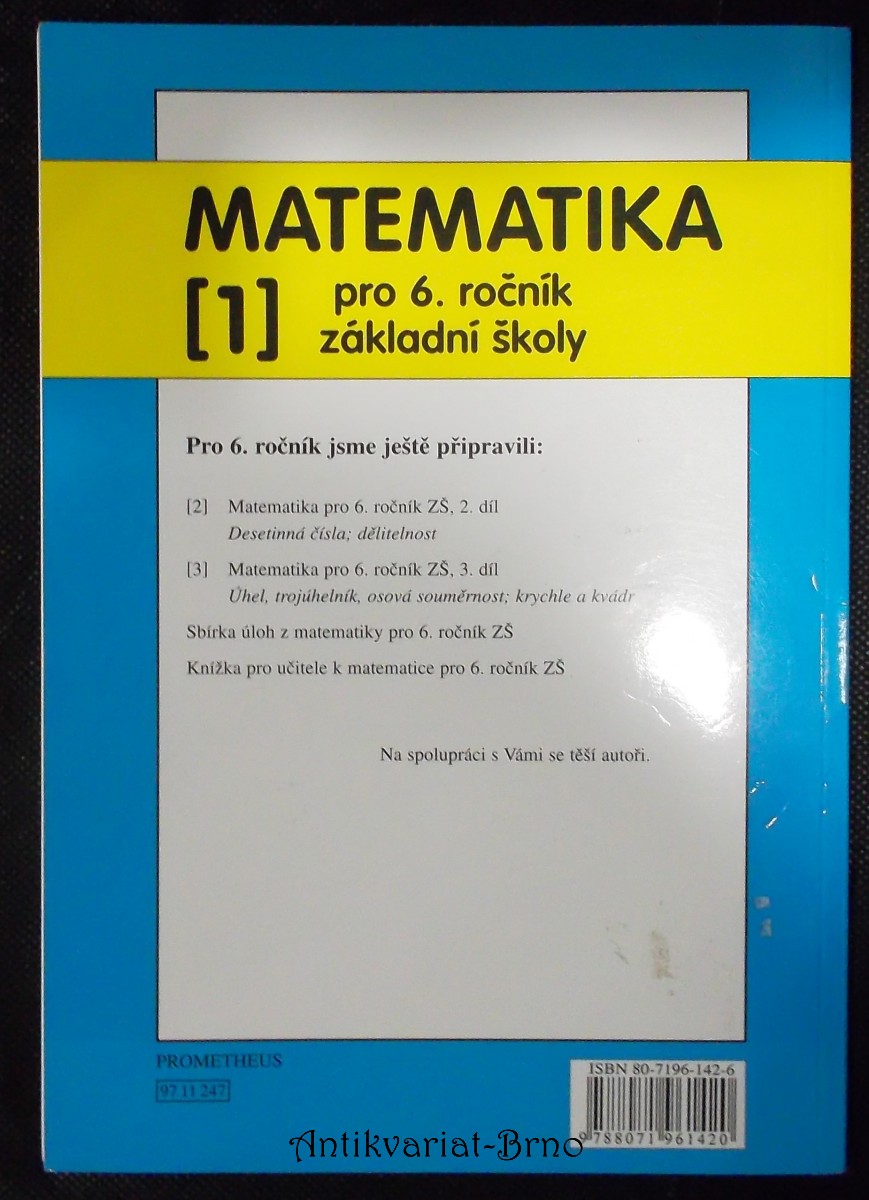 MATEMATIKA
[1] pro 6. ročník
základní školy
Pro 6. ročník jsme ještě připravili:
[2] Matematika pro 6. ročník ZŠ, 2. díl
Desetinná čísla; dělitelnost
[3] Matematika pro 6. ročník ZŠ, 3. díl
Úhel, trojúhelník, osová souměrnost; krychle a kvádr
Sbírka úloh z matematiky pro 6. ročník ZŠ
Knížka pro učitele k matematice pro 6. ročník ZŠ
Na spolupráci s Vámi se těší autoři.
PROMETHEUS
97 11 247
ISBN 80-7196-142-6
9 788071 961420
Antikvariat-Brno